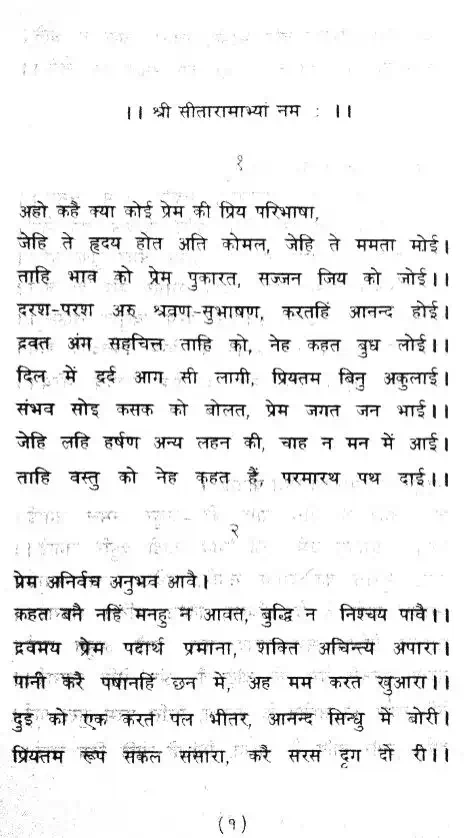 ।। श्री सीतारामाभ्यां नम : ।।
१
अहो कहै क्या कोई प्रेम की प्रिय परिभाषा,
जेहि ते हृदय होत अति कोमल, जेहि ते ममता मोई।
ताहि भाव को प्रेम पुकारत, सज्जन जिय को जोई।।
दरश-परश अरु श्रवण-सुभाषण, करतहिं आनन्द होई।
द्रवत अंग सहचित्त ताहि को, नेह कहत बुध लोई।।
दिल में दर्द आग सी लागी, प्रियतम बिनु अकुलाई।
संभव सोइ कसक को बोलत, प्रेम जगत जन भाई।।
जेहि लहि हर्षण अन्य लहन की, चाह न मन में आई।
ताहि वस्तु को नेह कहत हैं, परमारथ पथ दाई।।
२
प्रेम अनिर्वच अनुभव आवै।
कहत बनै नहिं मनहु न आवत, बुद्धि न निश्चय पावै।।
द्रवमय प्रेम पदार्थ प्रमाना, शक्ति अचिन्त्य अपारा।
पानी करै पषानहिं छन में, अह मम करत खुआरा।।
दुइ को एक करत पल भीतर, आनन्द सिन्धु में बोरी।
प्रियतम रूप सकल संसारा, करै सरस दृग दो री।।
(१)